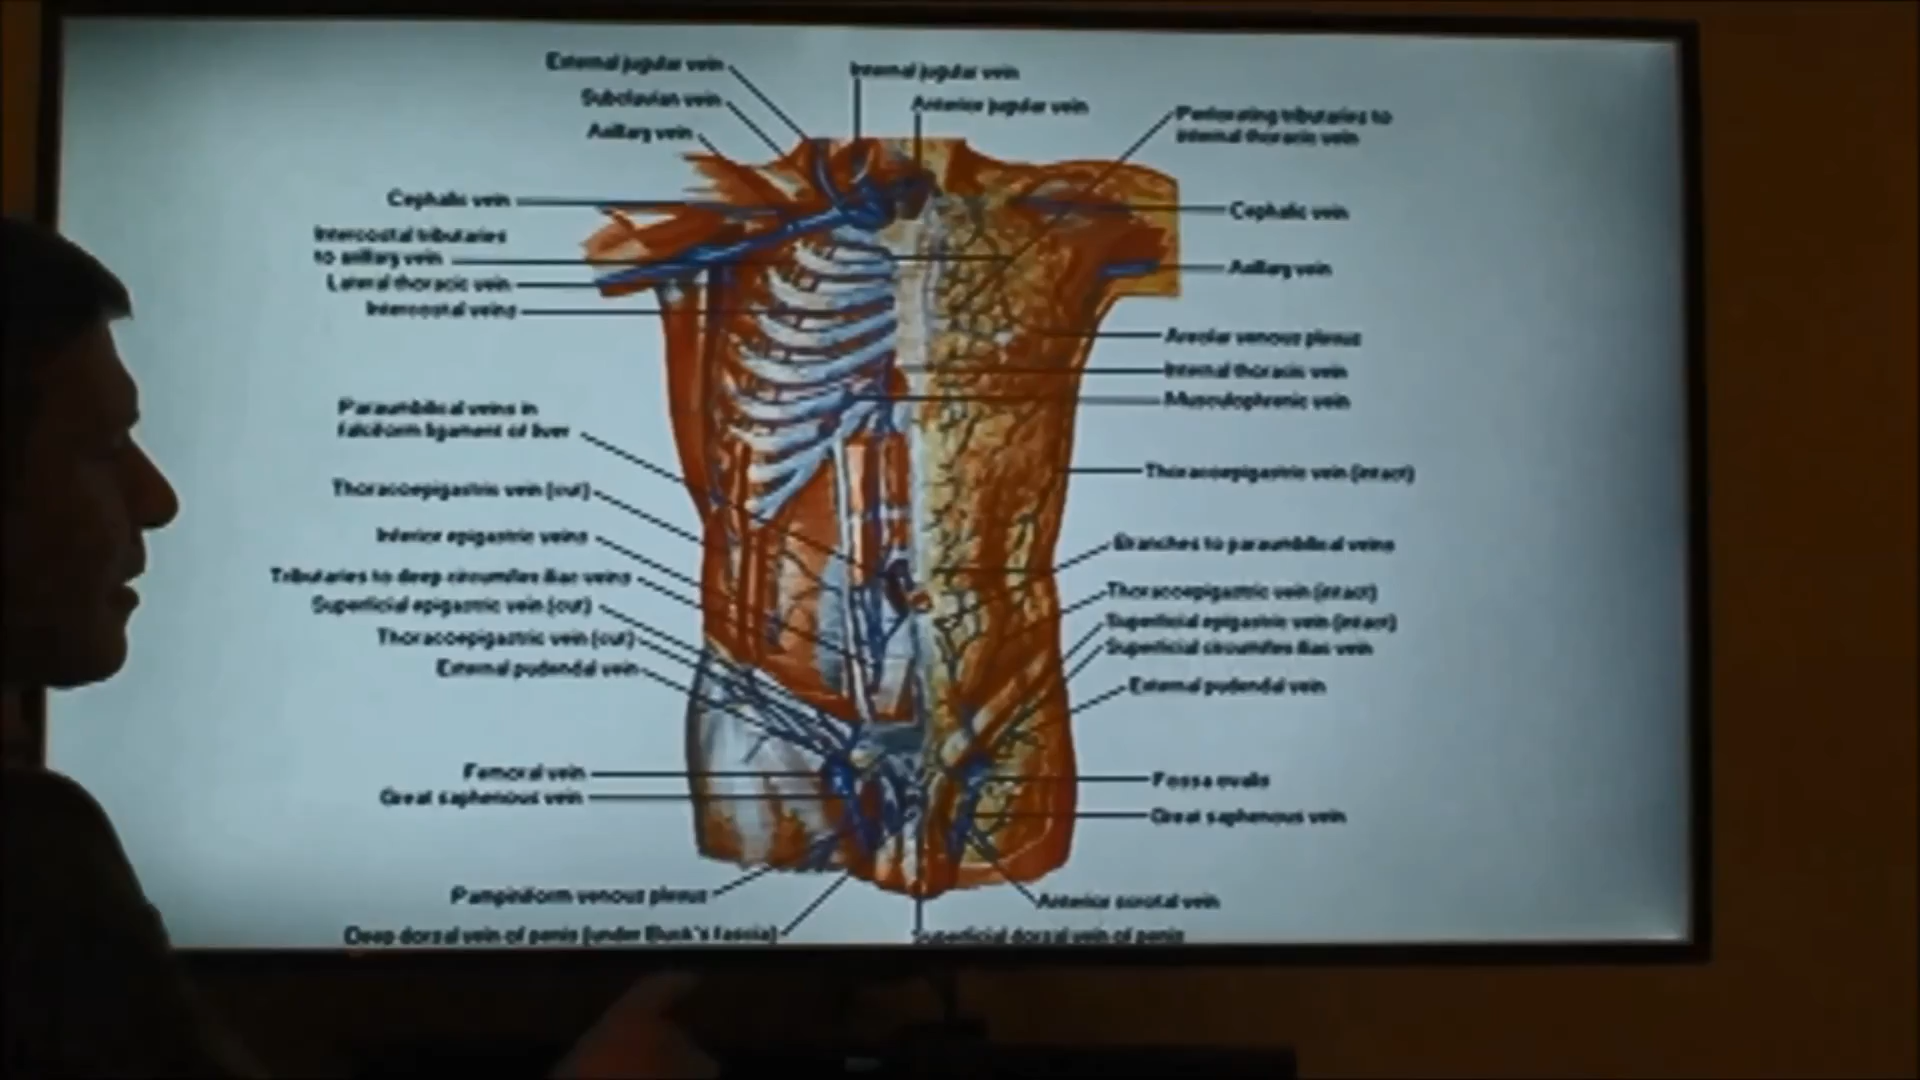 External jugular vein
Subclavian vein
Axillary vein
Cephalic vein
Intercostal tributaries
to axillary vein
Lateral thoracic vein
Intercostal veins
Paraumbilical veins in
falciform ligament of liver
Thoracoepigastric vein (cut)
Inferior epigastric veins
Tributaries to deep circumflex iliac veins
Superficial epigastric vein (cut)
Thoracoepigastric vein (cut)
External pudendal vein
Femoral vein
Great saphenous vein
Pampiniform venous plexus
Deep dorsal vein of penis (under Buck's fascia)
Internal jugular vein
Anterior jugular vein
Perforating tributaries to
internal thoracic vein
Cephalic vein
Axillary vein
Areolar venous plexus
Internal thoracic vein
Musculophrenic vein
Thoracoepigastric vein (intact)
Branches to paraumbilical veins
Thoracoepigastric vein (intact)
Superficial epigastric vein (intact)
Superficial circumflex iliac vein
External pudendal vein
Fossa ovalis
Great saphenous vein
Anterior scrotal vein
Superficial dorsal vein of penis